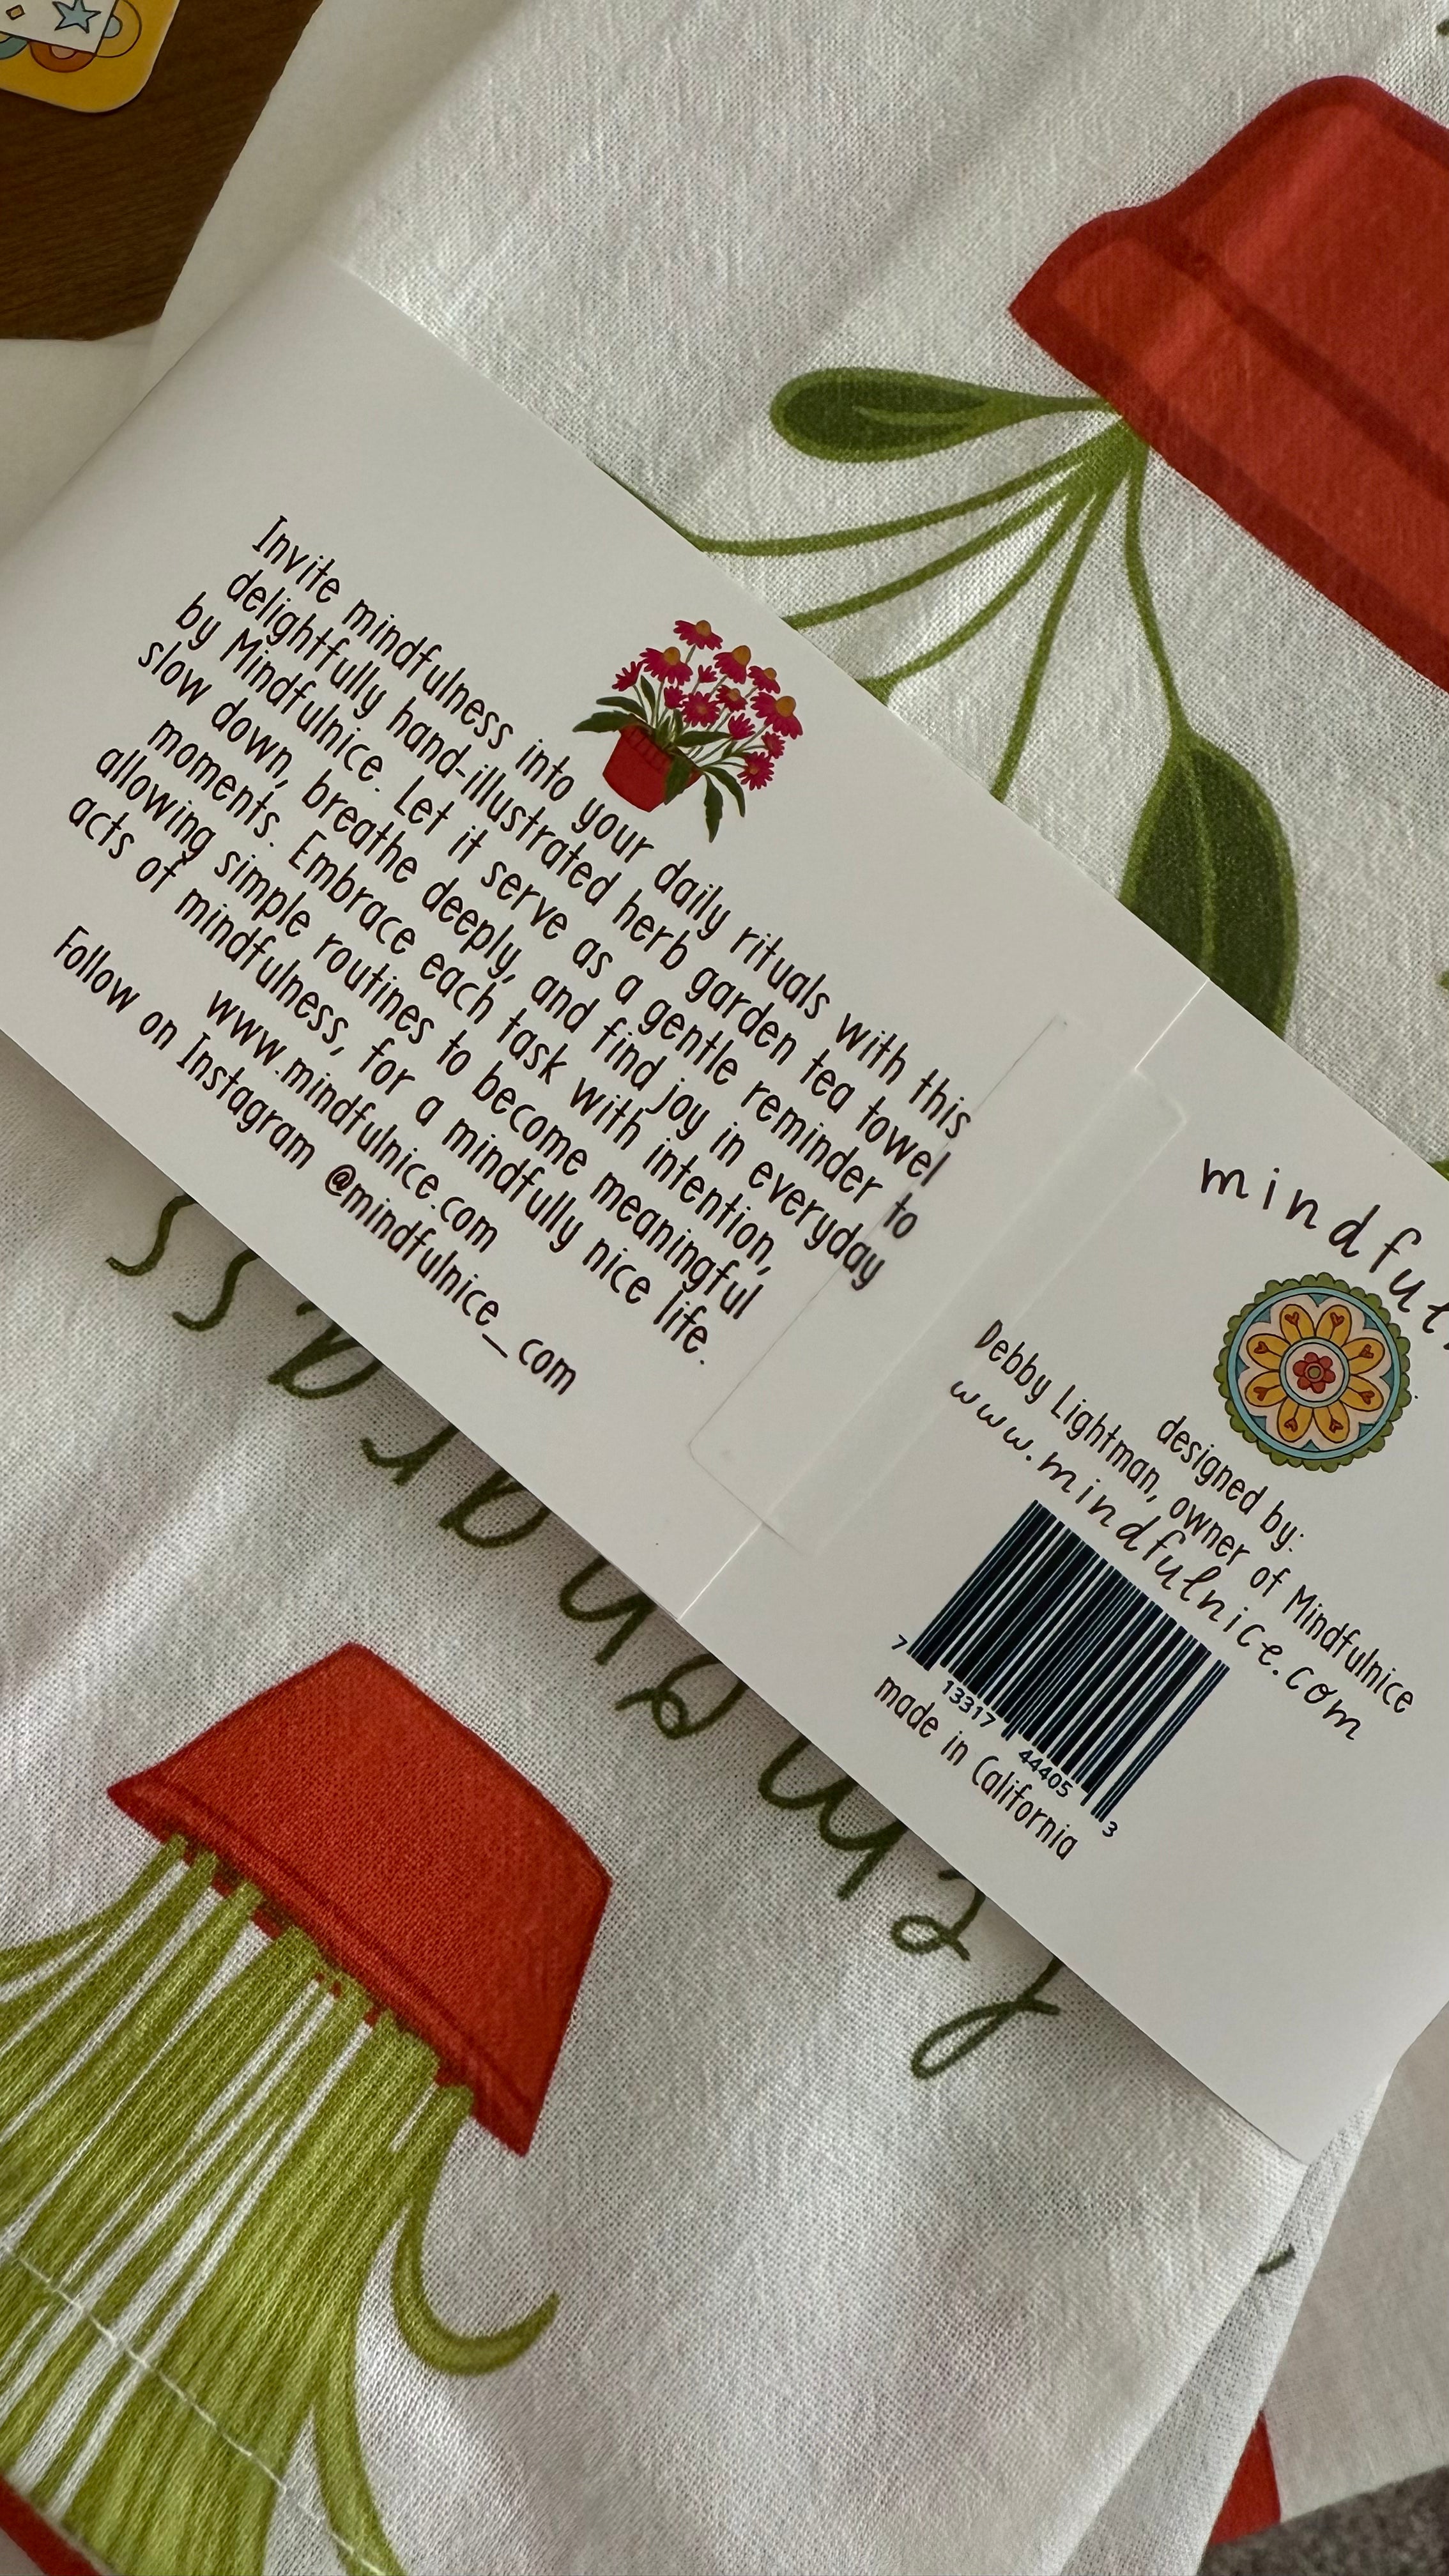 Invite mindfulness into your daily rituals with this
delightfully hand-illustrated herb garden tea towel
by Mindfulnice. Let it serve as a gentle reminder to
slow down, breathe deeply, and find joy in everyday
moments. Embrace each task with intention,
allowing simple routines to become meaningful
acts of mindfulness, for a mindfully nice life.
www.mindfulnice.com
Follow on Instagram @mindfulnice_com
mindful
designed by:
Debby Lightman, owner of Mindfulnice
www.mindfulnice.com
7 13317 44405 3
made in California
lemongrass